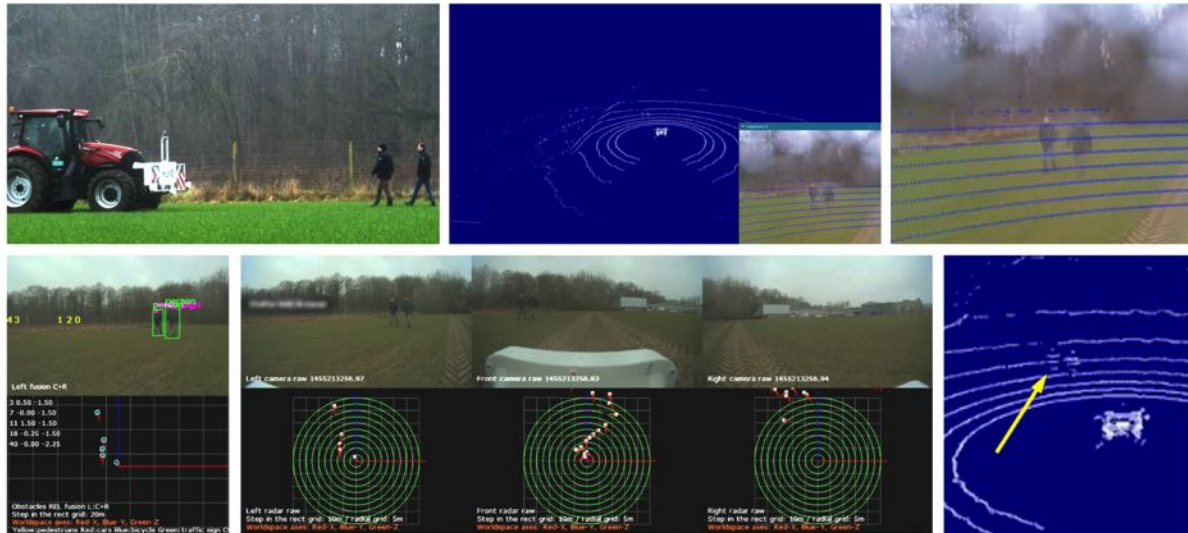 person
43 120
Left fusion C+R
3 0.50 -1.50
7 -0.80 -1.50
11 1.50 -1.50
18 -0.25 -1.50
40 -0.00 -2.25
Obstacles REL fusion L:C+R
Step in the rect grid: 20m
Workspace axes: Red-X, Blue-Y, Green-Z
Yellow:pedestrians Red:cars Blue:bicycle Green:traffic sign
Left camera raw 1455213256.97
Front camera raw 1455213256.83
Right camera raw 1455213256.94
Left radar raw
Step in the rect grid: 10m / radial grid: 5m
Workspace axes: Red-X, Blue-Y, Green-Z
Front radar raw
Step in the rect grid: 10m / radial grid: 5m
Workspace axes: Red-X, Blue-Y, Green-Z
Right radar raw
Step in the rect grid: 10m / radial grid: 5m
Workspace axes: Red-X, Blue-Y, Green-Z